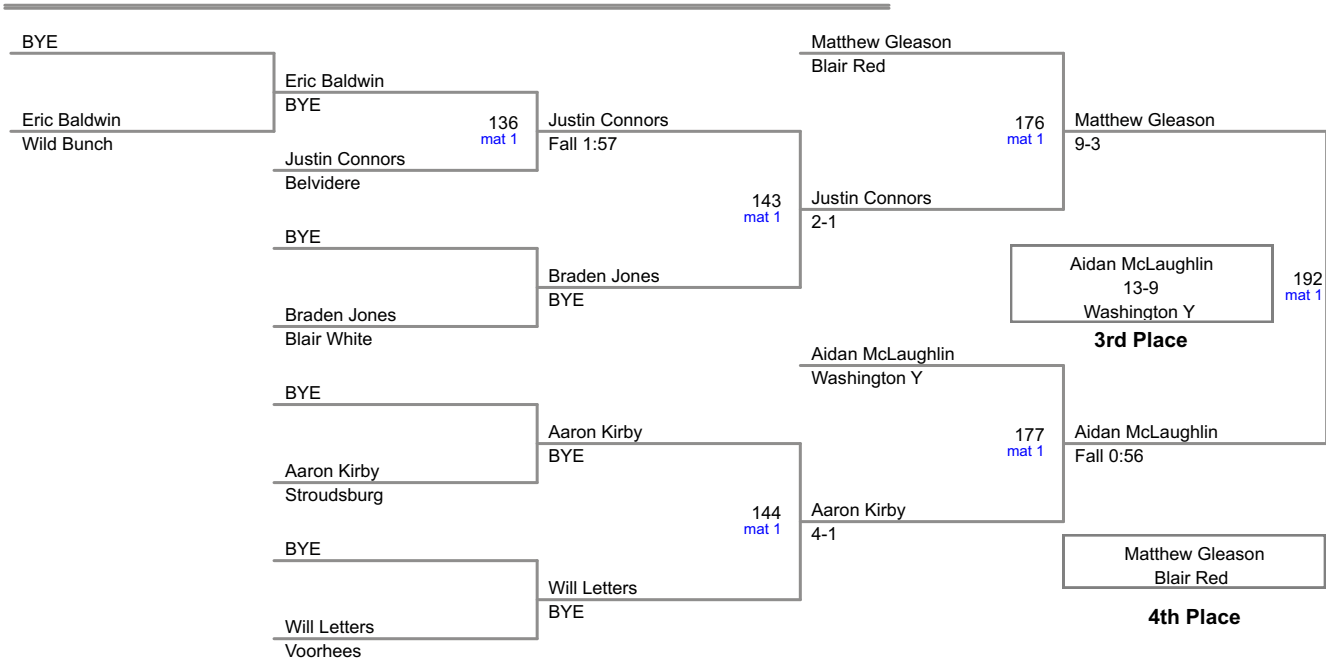 BYE
Eric Baldwin
Wild Bunch
Eric Baldwin
BYE
Justin Connors
Belvidere
136
mat 1
Justin Connors
Fall 1:57
BYE
Braden Jones
Blair White
Braden Jones
BYE
143
mat 1
Justin Connors
2-1
Matthew Gleason
Blair Red
176
mat 1
Matthew Gleason
9-3
BYE
Aaron Kirby
Stroudsburg
Aaron Kirby
BYE
BYE
Will Letters
Voorhees
Will Letters
BYE
144
mat 1
Aaron Kirby
4-1
Aidan McLaughlin
Washington Y
177
mat 1
Aidan McLaughlin
Fall 0:56
192
mat 1
Aidan McLaughlin
13-9
Washington Y
3rd Place
Matthew Gleason
Blair Red
4th Place